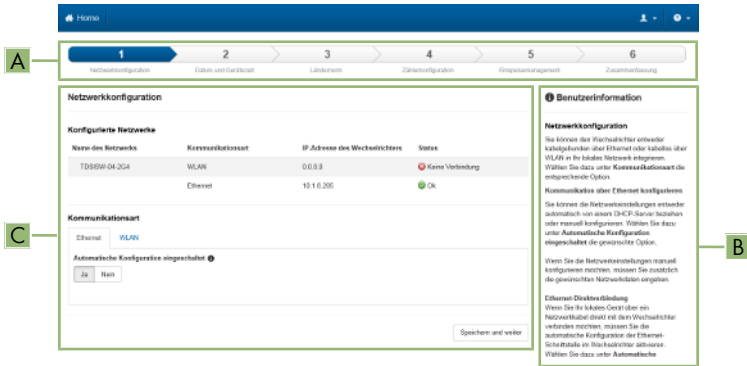 Home
A
1 2 3 4 5 6
Netzwerkkonfiguration Datum und Gerätezeit Ländernorm Zählerkonfiguration Einspeisemanagement Zusammenfassung
Netzwerkkonfiguration
Konfigurierte Netzwerke
Name des Netzwerks Kommunikationsart IP-Adresse des Wechselrichters Status
TDSISW-04-2G4 WLAN 0.0.0.0 Keine Verbindung
Ethernet 10.1.6.205 Ok
Kommunikationsart
C
Ethernet WLAN
Automatische Konfiguration eingeschaltet
Ja Nein
Speichern und weiter
Benutzerinformation
Netzwerkkonfiguration
Sie können den Wechselrichter entweder
kabelgebunden über Ethernet oder kabellos über
WLAN in Ihr lokales Netzwerk integrieren.
Wählen Sie dazu unter Kommunikationsart die
entsprechende Option.
Kommunikation über Ethernet konfigurieren
Sie können die Netzwerkeinstellungen entweder
automatisch von einem DHCP-Server beziehen
oder manuell konfigurieren. Wählen Sie dazu
unter Automatische Konfiguration
eingeschaltet die gewünschte Option.
B
Wenn Sie die Netzwerkeinstellungen manuell
konfigurieren möchten, müssen Sie zusätzlich
die gewünschten Netzwerkdaten eingeben.
Ethernet-Direktverbindung
Wenn Sie Ihr lokales Gerät über ein
Netzwerkkabel direkt mit dem Wechselrichter
verbinden möchten, müssen Sie die
automatische Konfiguration der Ethernet-
Schnittstelle im Wechselrichter aktivieren.
Wählen Sie dazu unter Automatische